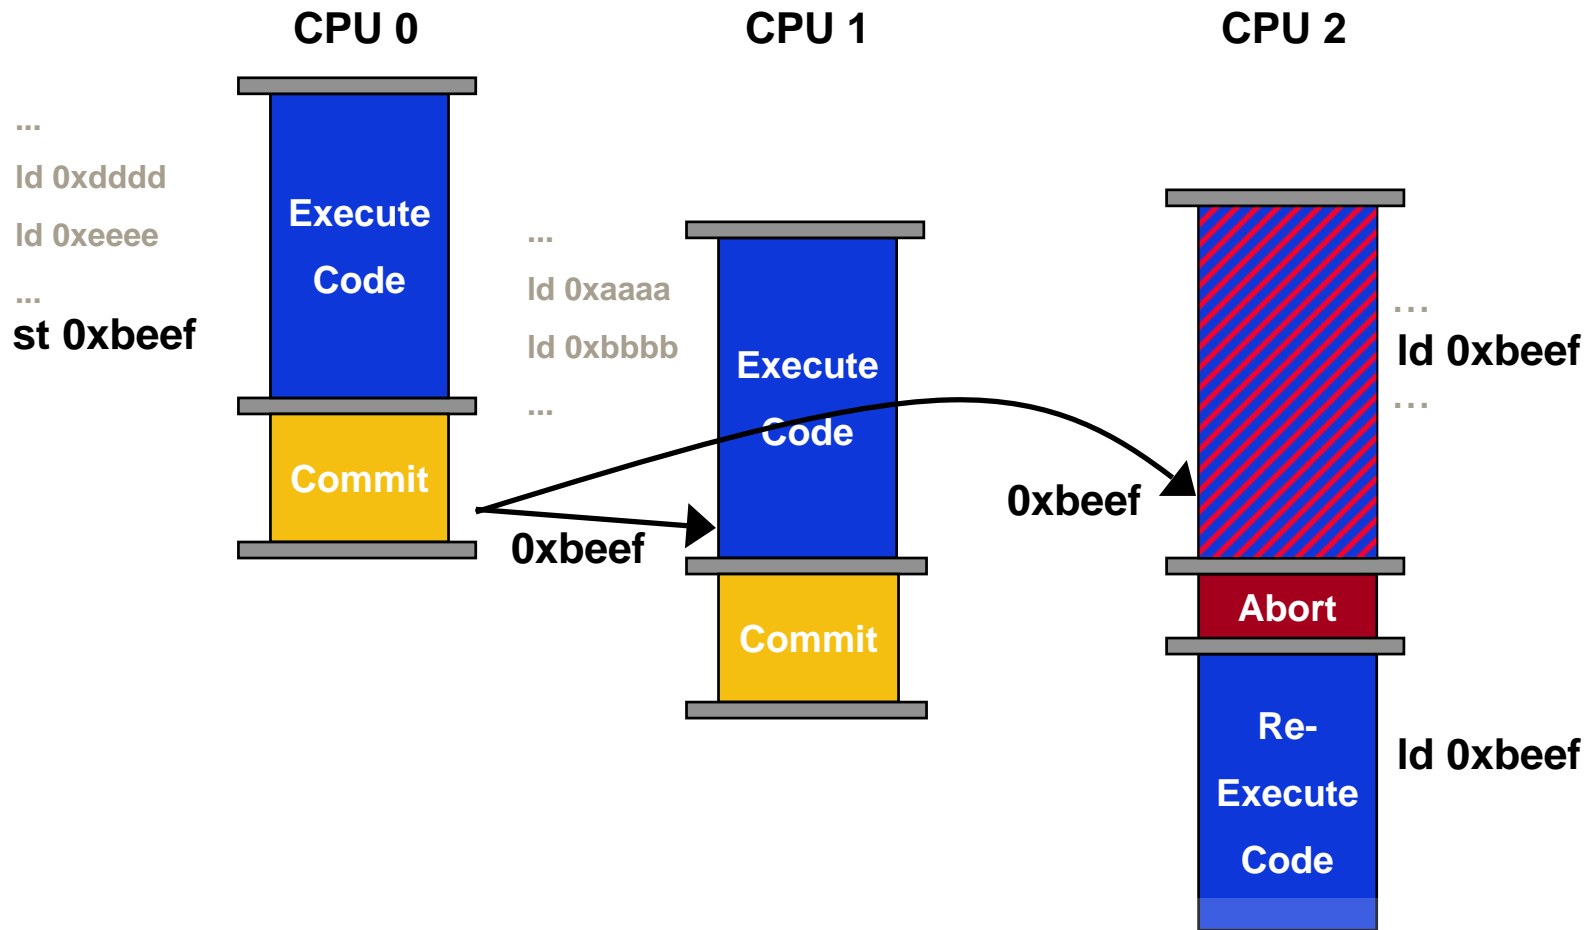 CPU 0
CPU 1
CPU 2
...
ld 0xdddd
ld 0xeeee
...
st 0xbeef
Execute
Code
Commit
...
ld 0xaaaa
ld 0xbbbb
...
Execute
Code
0xbeef
Commit
0xbeef
...
ld 0xbeef
...
Abort
Re-
Execute
Code
ld 0xbeef